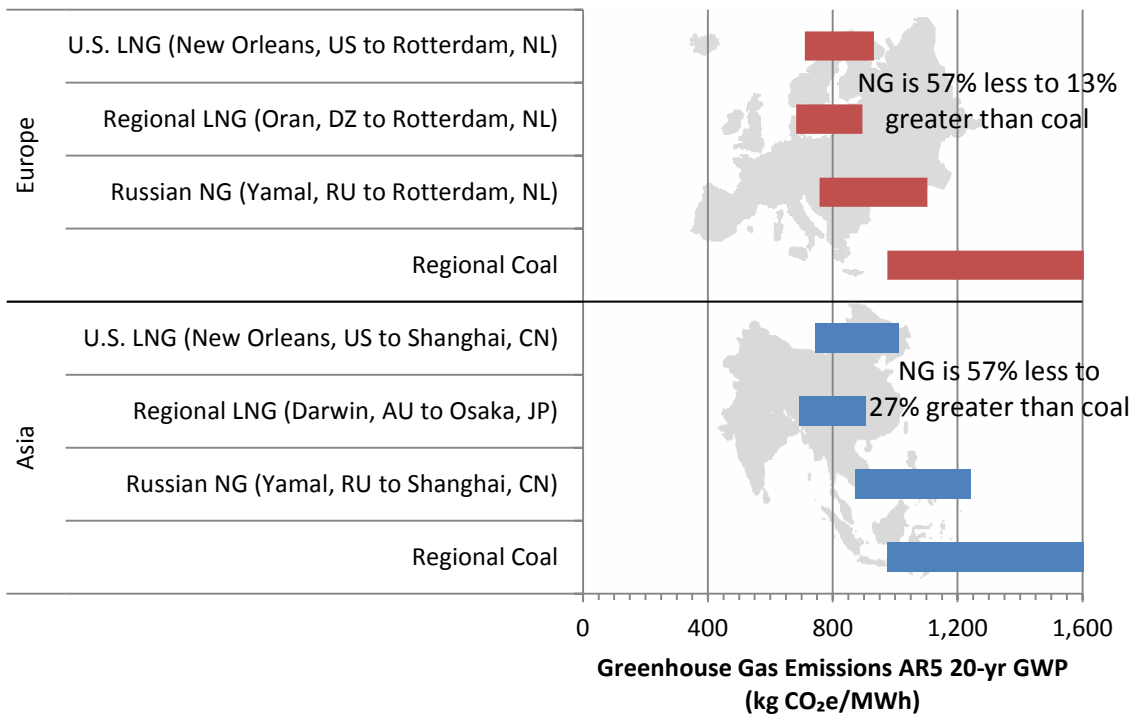 Europe
U.S. LNG (New Orleans, US to Rotterdam, NL)
Regional LNG (Oran, DZ to Rotterdam, NL)
Russian NG (Yamal, RU to Rotterdam, NL)
Regional Coal
NG is 57% less to 13%
greater than coal
Asia
U.S. LNG (New Orleans, US to Shanghai, CN)
Regional LNG (Darwin, AU to Osaka, JP)
Russian NG (Yamal, RU to Shanghai, CN)
Regional Coal
NG is 57% less to
27% greater than coal
0 400 800 1,200 1,600
Greenhouse Gas Emissions AR5 20-yr GWP
(kg CO₂e/MWh)